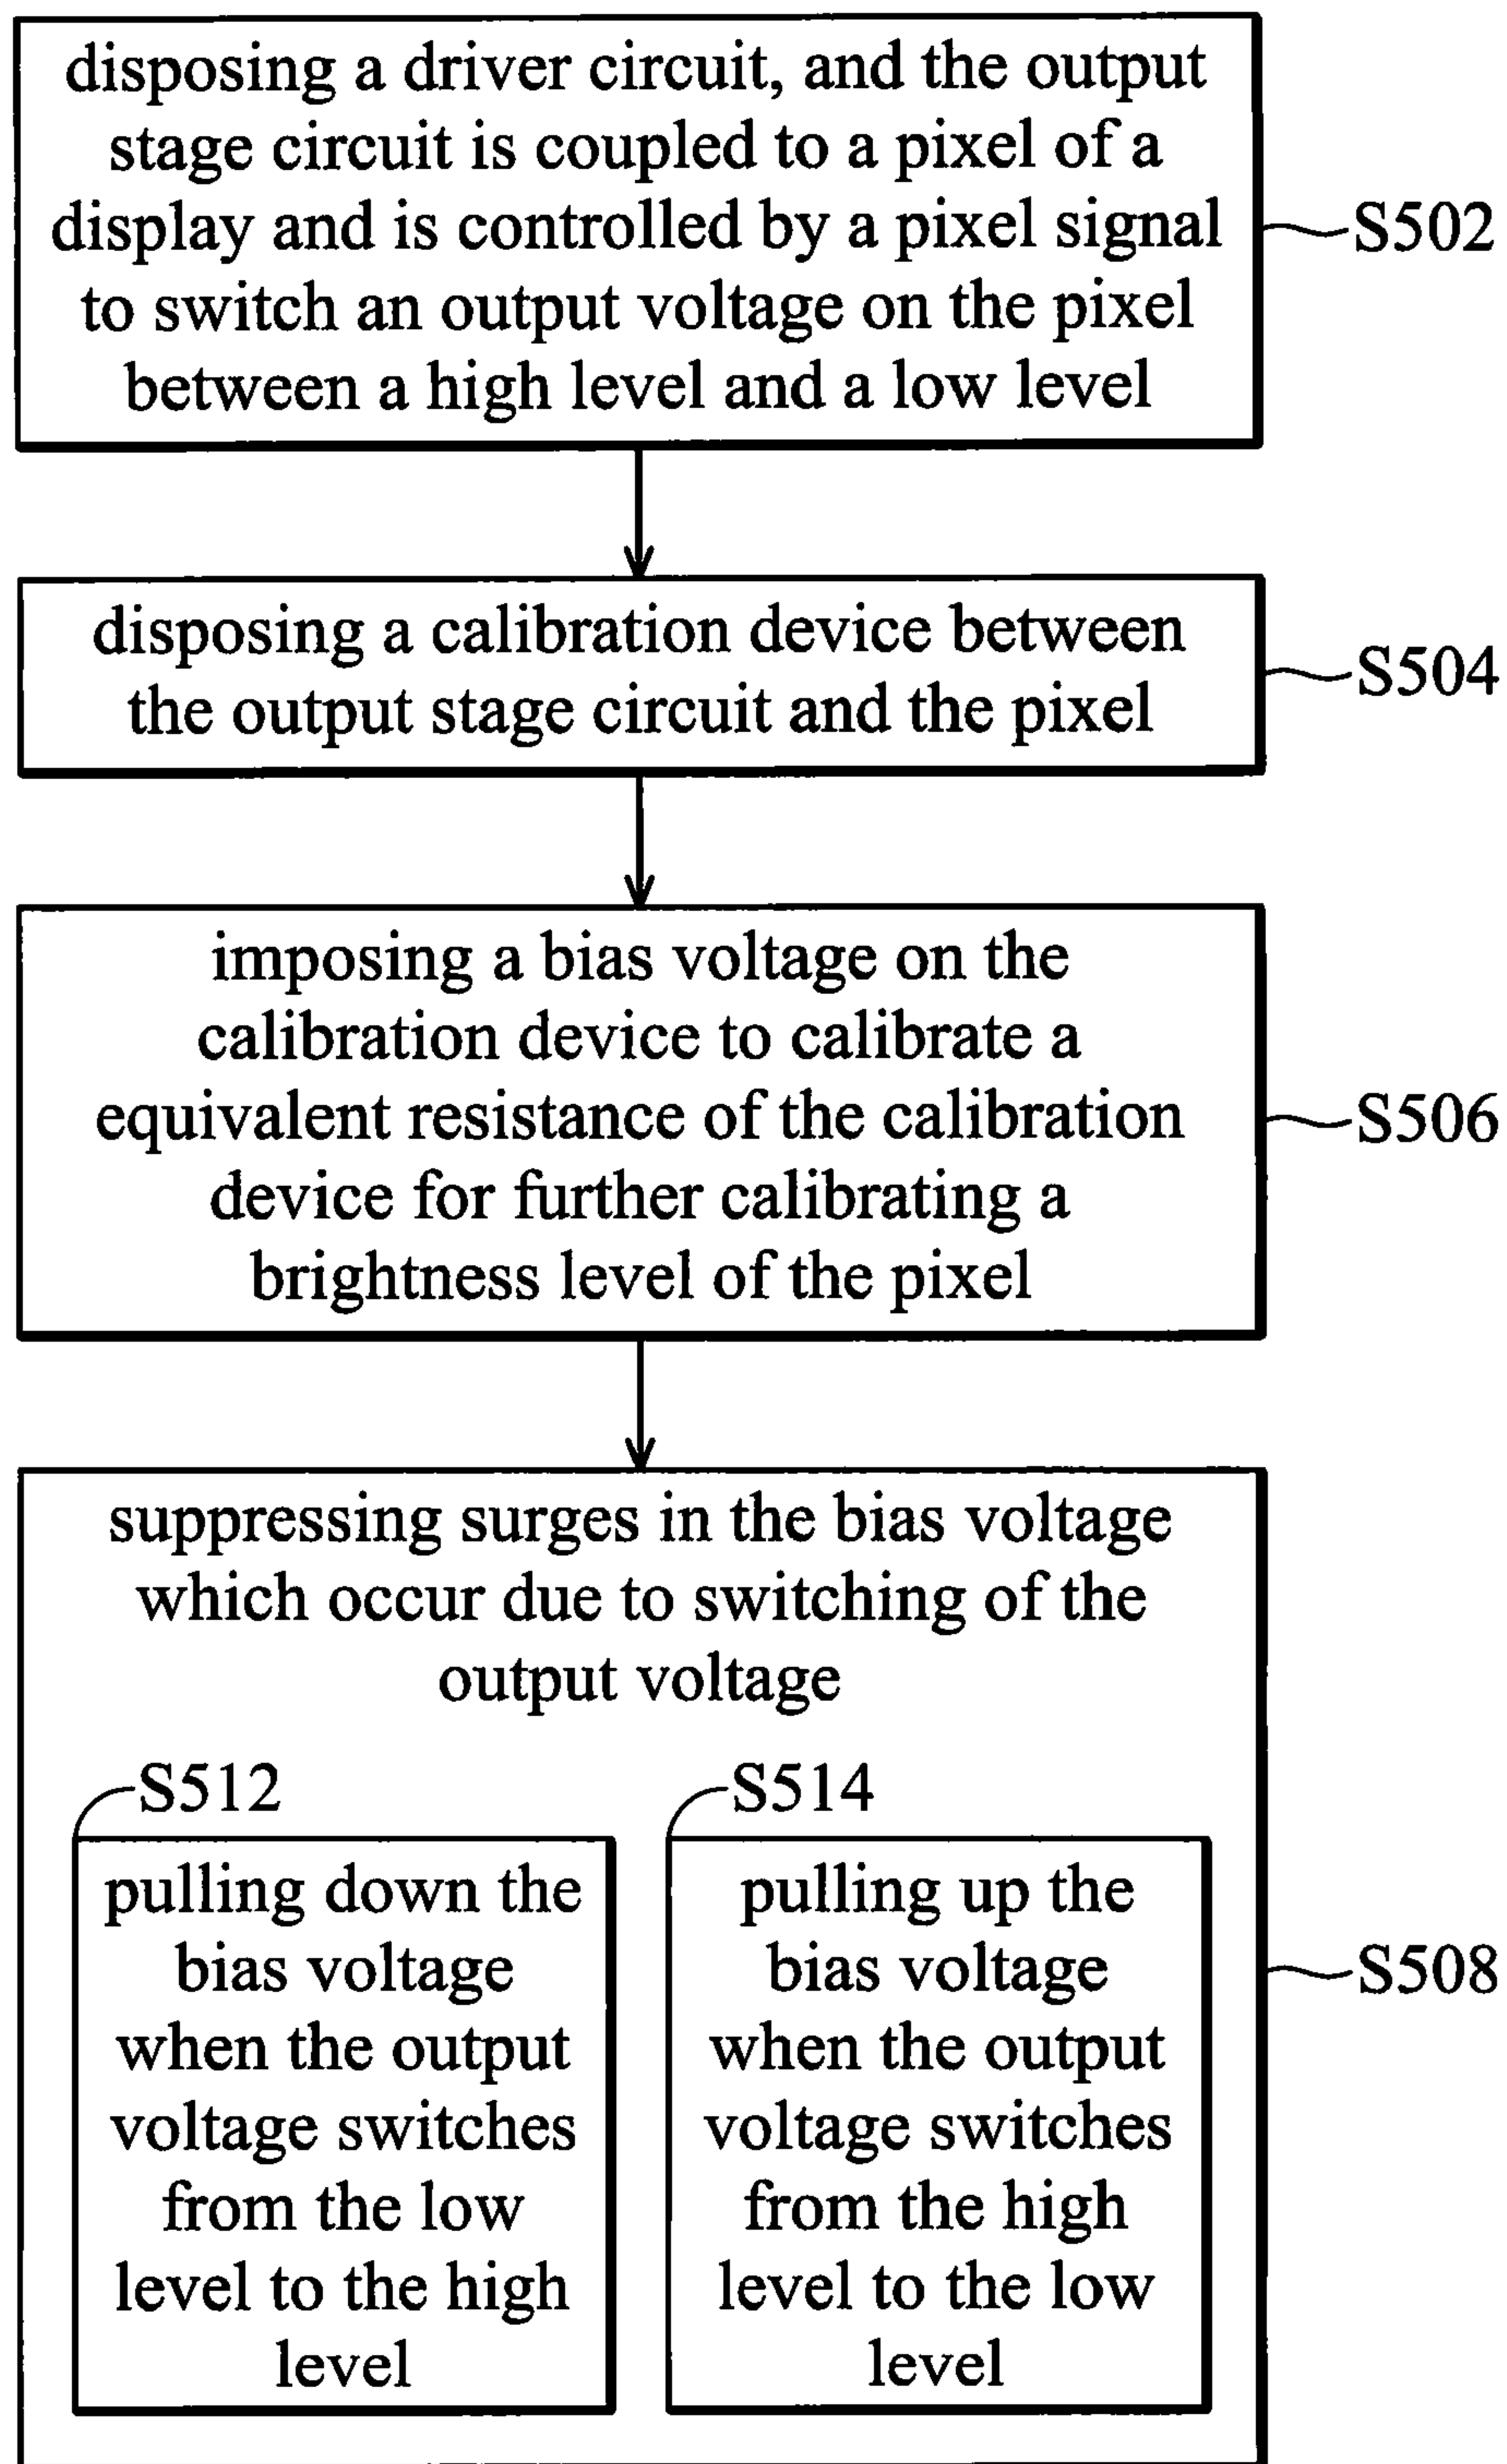 disposing a driver circuit, and the output
stage circuit is coupled to a pixel of a
display and is controlled by a pixel signal
to switch an output voltage on the pixel
between a high level and a low level
S502
disposing a calibration device between
the output stage circuit and the pixel
S504
imposing a bias voltage on the
calibration device to calibrate a
equivalent resistance of the calibration
device for further calibrating a
brightness level of the pixel
S506
suppressing surges in the bias voltage
which occur due to switching of the
output voltage
S512
pulling down the
bias voltage
when the output
voltage switches
from the low
level to the high
level
S514
pulling up the
bias voltage
when the output
voltage switches
from the high
level to the low
level
S508